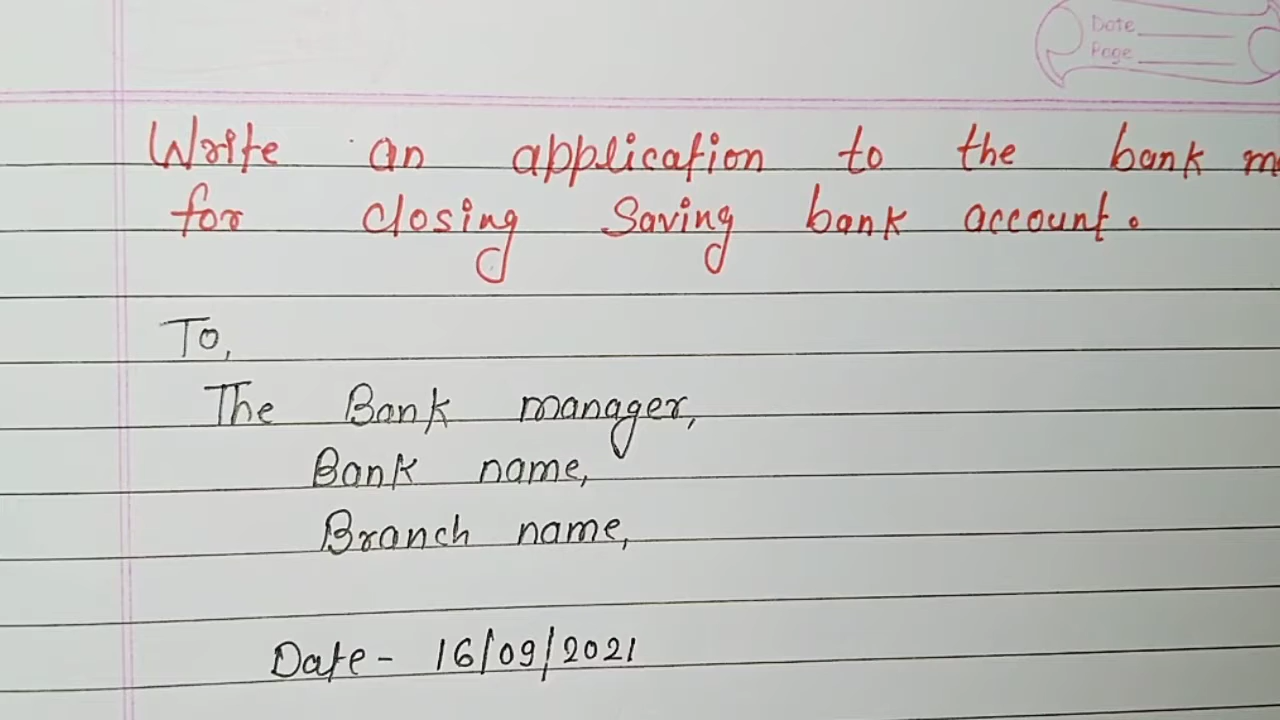 Date
Page
Write an application to the bank
for closing Saving bank account.
To,
The Bank manager,
Bank name,
Branch name,
Date - 16/09/2021